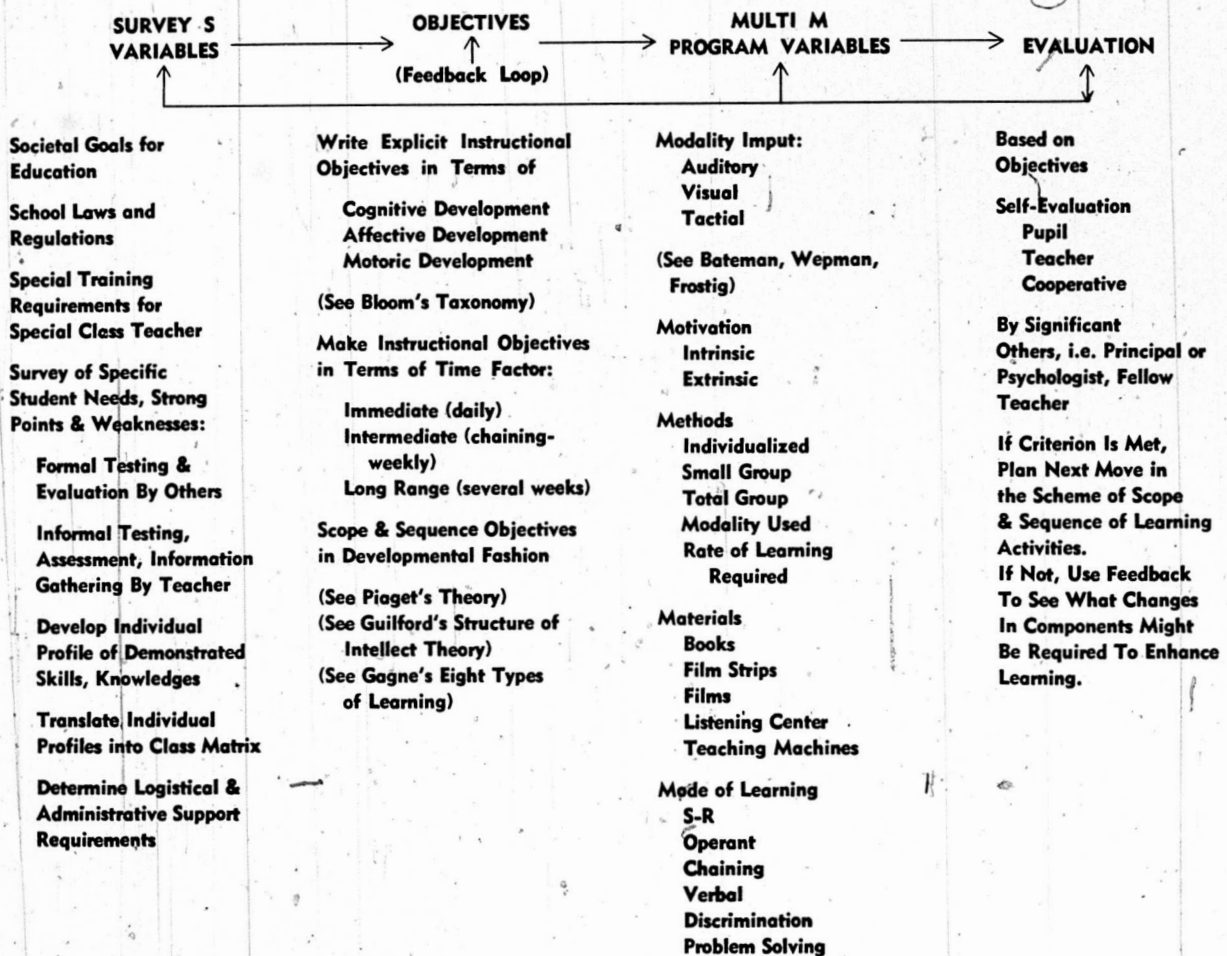 SURVEY S
VARIABLES
OBJECTIVES
(Feedback Loop)
MULTI M
PROGRAM VARIABLES
EVALUATION
Societal Goals for
Education
School Laws and
Regulations
Special Training
Requirements for
Special Class Teacher
Survey of Specific
Student Needs, Strong
Points & Weaknesses:
Formal Testing &
Evaluation By Others
Informal Testing,
Assessment, Information
Gathering By Teacher
Develop Individual
Profile of Demonstrated
Skills, Knowledges
Translate Individual
Profiles into Class Matrix
Determine Logistical &
Administrative Support
Requirements
Write Explicit Instructional
Objectives in Terms of
Cognitive Development
Affective Development
Motoric Development
(See Bloom's Taxonomy)
Make Instructional Objectives
in Terms of Time Factor:
Immediate (daily)
Intermediate (chaining-
weekly)
Long Range (several weeks)
Scope & Sequence Objectives
in Developmental Fashion
(See Piaget's Theory)
(See Guilford's Structure of
Intellect Theory)
(See Gagne's Eight Types
of Learning)
Modality Imput:
Auditory
Visual
Tactial
(See Bateman, Wepman,
Frostig)
Motivation
Intrinsic
Extrinsic
Methods
Individualized
Small Group
Total Group
Modality Used
Rate of Learning
Required
Materials
Books
Film Strips
Films
Listening Center
Teaching Machines
Mode of Learning
S-R
Operant
Chaining
Verbal
Discrimination
Problem Solving
Based on
Objectives
Self-Evaluation
Pupil
Teacher
Cooperative
By Significant
Others, i.e. Principal or
Psychologist, Fellow
Teacher
If Criterion Is Met,
Plan Next Move in
the Scheme of Scope
& Sequence of Learning
Activities.
If Not, Use Feedback
To See What Changes
In Components Might
Be Required To Enhance
Learning.